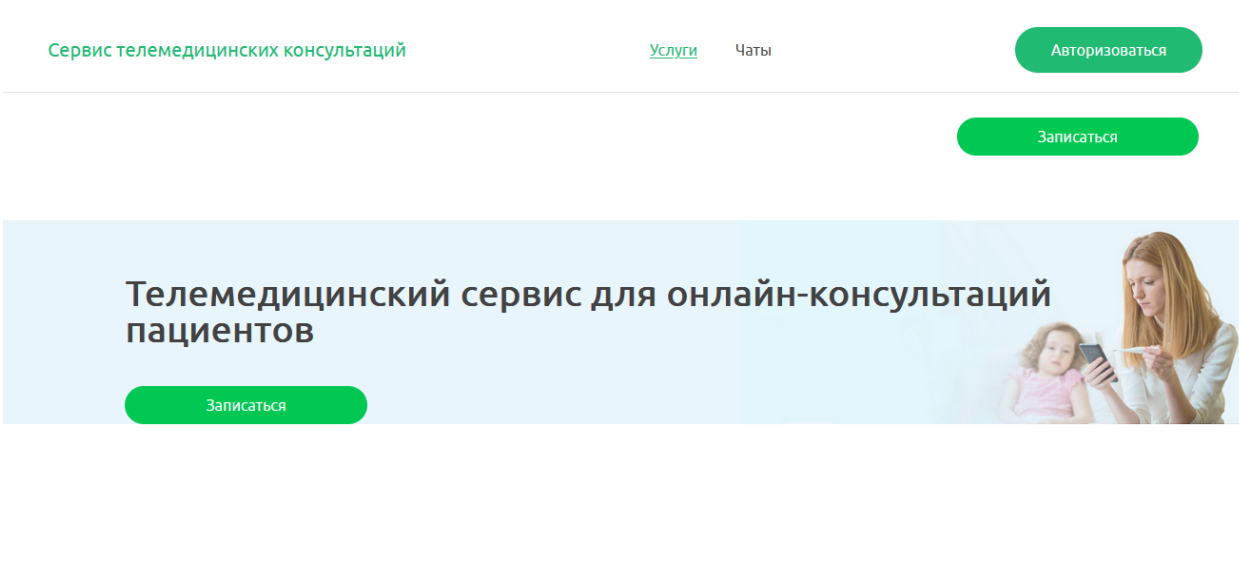 Сервис телемедицинских консультаций
Услуги
Чаты
Авторизоваться
Записаться
Телемедицинский сервис для онлайн-консультаций
пациентов
Записаться